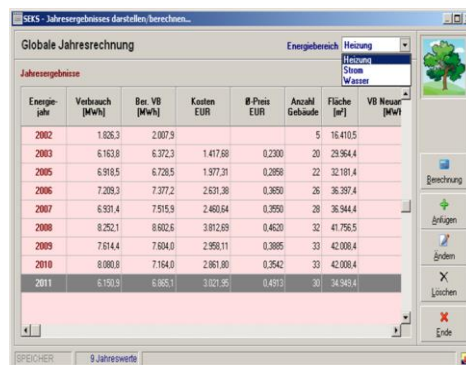 SEKS - Jahresergebnisse darstellen/berechnen...
Globale Jahresrechnung Energiebereich Heizung
Heizung
Strom
Wasser
Jahresergebnisse
Energie-jahr Verbrauch [MWh] Ber. VB [MWh] Kosten EUR Ø-Preis EUR Anzahl Gebäude Fläche [m²] VB Neuan [MWh
2002 1.826,3 2.007,9 5 16.410,5
2003 6.163,8 6.372,3 1.417,68 0,2300 20 29.964,4
2005 6.918,5 6.728,5 1.977,31 0,2858 22 32.181,4
2006 7.209,3 7.377,2 2.631,38 0,3650 26 36.397,4
2007 6.931,4 7.515,9 2.460,64 0,3550 28 36.944,4
2008 8.252,1 8.602,6 3.812,69 0,4620 32 41.756,5
2009 7.614,4 7.604,0 2.958,11 0,3885 33 42.008,4
2010 8.080,8 7.164,0 2.861,80 0,3542 33 42.008,4
2011 6.150,9 6.865,1 3.021,95 0,4913 30 34.949,4
Berechnung
Anfügen
Ändern
Löschen
Ende
SPEICHER 9 Jahreswerte